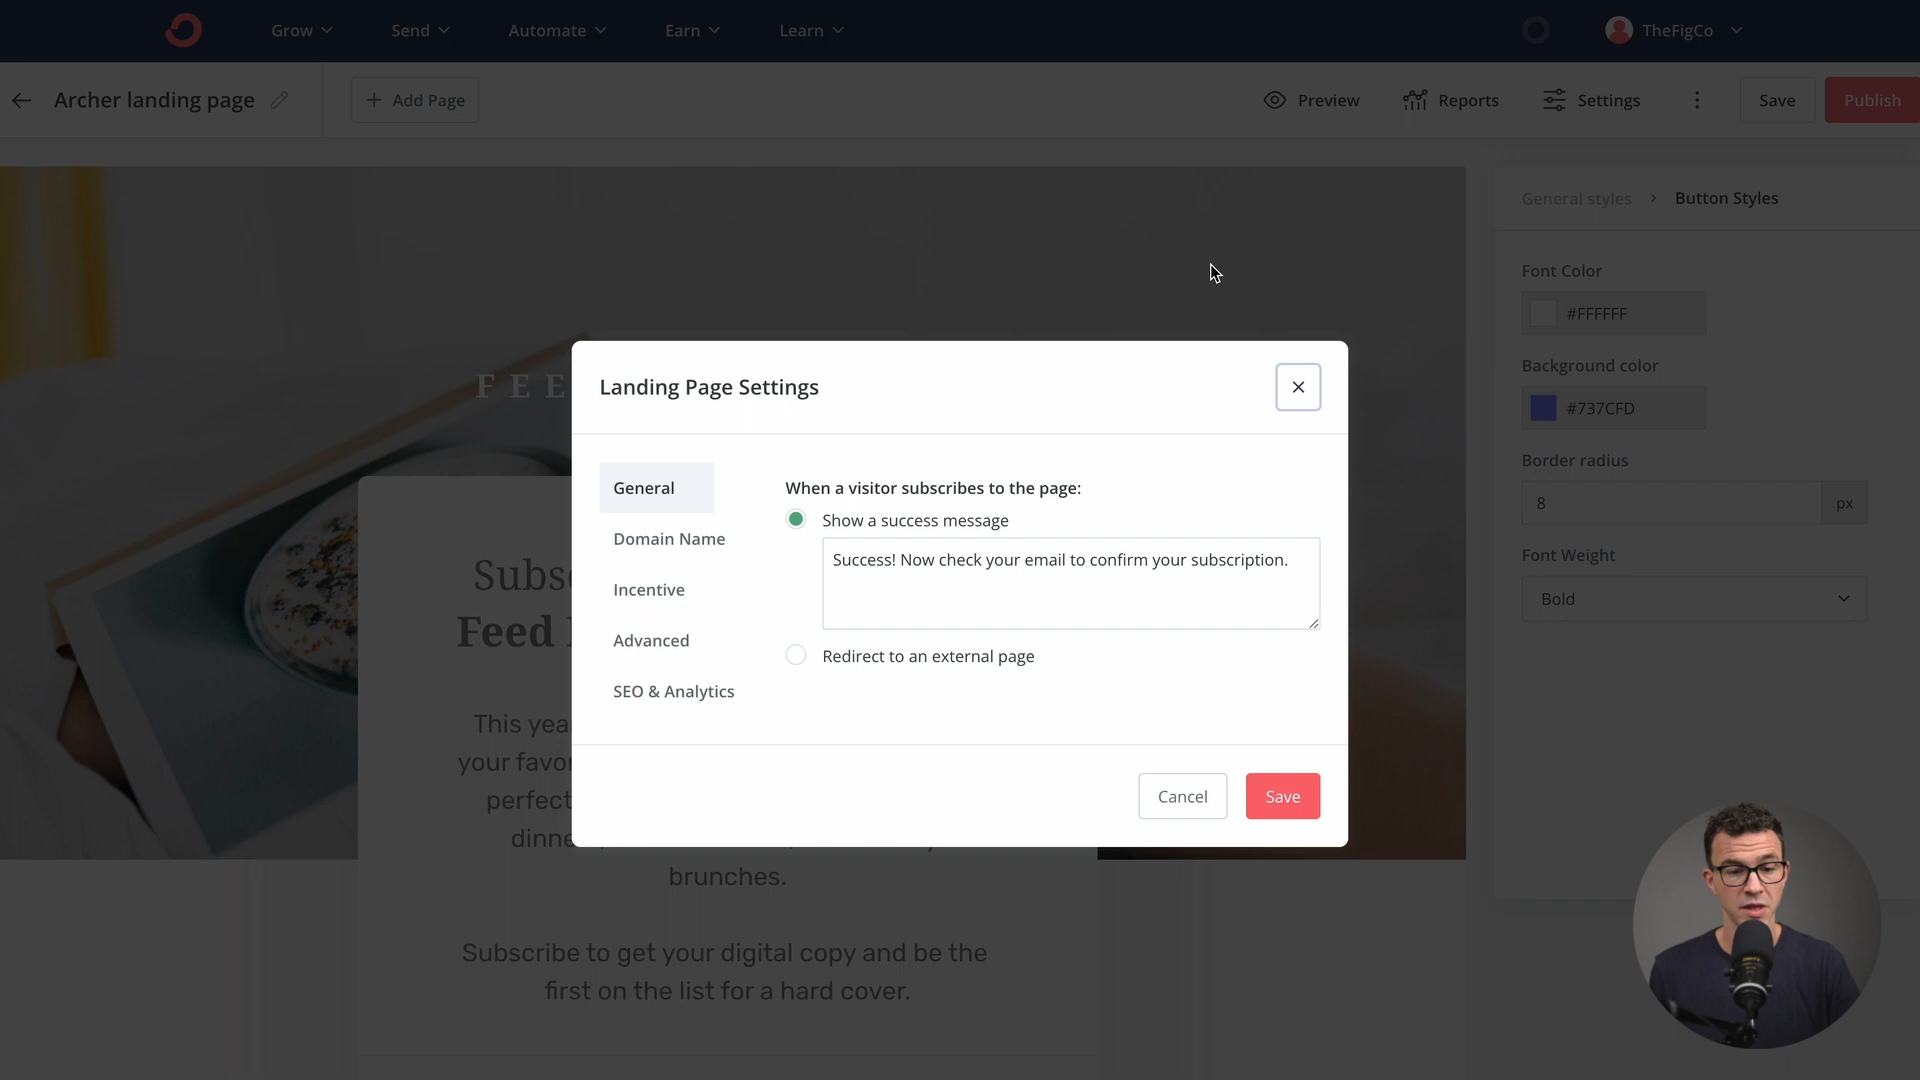 Grow
Send
Automate
Earn
Learn
TheFigCo
Archer landing page
Add Page
Preview
Reports
Settings
Save
Publish
General styles > Button Styles
Font Color
#FFFFFF
Background color
#737CFD
Border radius
8
px
Font Weight
Bold
FEE
Landing Page Settings
General
Domain Name
Incentive
Advanced
SEO & Analytics
When a visitor subscribes to the page:
Show a success message
Success! Now check your email to confirm your subscription.
Redirect to an external page
Cancel
Save
Feed
your
perfect
brunches.
Subscribe to get your digital copy and be the
first on the list for a hard cover.